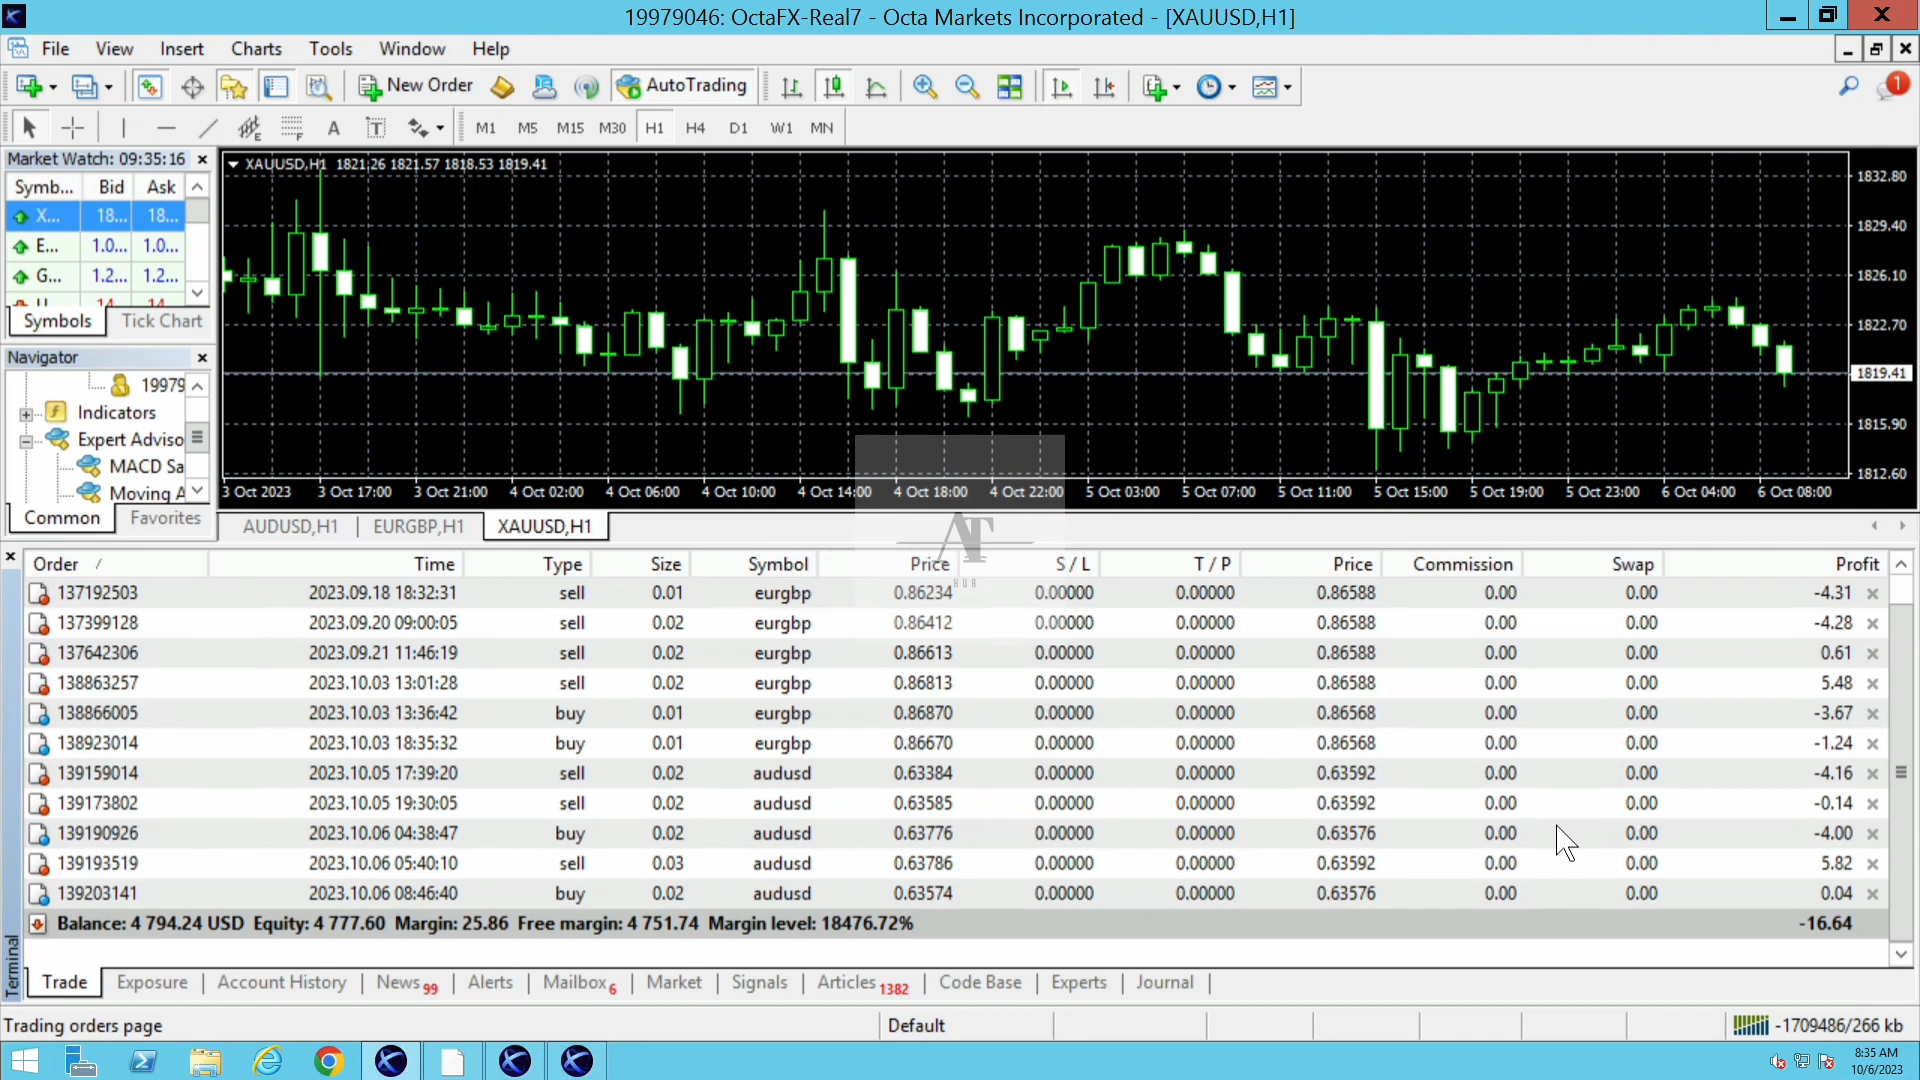 19979046: OctaFX-Real7 - Octa Markets Incorporated - [XAUUSD,H1]
File View Insert Charts Tools Window Help
New Order AutoTrading 1
A T E F M1 M5 M15 M30 H1 H4 D1 W1 MN
Market Watch: 09:35:16
Symb... Bid Ask
X... 18... 18...
E... 1.0... 1.0...
G... 1.2... 1.2...
Symbols Tick Chart
Navigator
19979
Indicators
Expert Adviso
MACD Sa
Moving A
Common Favorites
XAUUSD,H1 1821.26 1821.57 1818.53 1819.41
1832.80
1829.40
1826.10
1822.70
1819.41
1815.90
1812.60
3 Oct 2023 3 Oct 17:00 3 Oct 21:00 4 Oct 02:00 4 Oct 06:00 4 Oct 10:00 4 Oct 14:00 4 Oct 18:00 4 Oct 22:00 5 Oct 03:00 5 Oct 07:00 5 Oct 11:00 5 Oct 15:00 5 Oct 19:00 5 Oct 23:00 6 Oct 04:00 6 Oct 08:00
AUDUSD,H1 EURGBP,H1 XAUUSD,H1
AT
HUB
Order / Time Type Size Symbol Price S / L T / P Price Commission Swap Profit
137192503 2023.09.18 18:32:31 sell 0.01 eurgbp 0.86234 0.00000 0.00000 0.86588 0.00 0.00 -4.31
137399128 2023.09.20 09:00:05 sell 0.02 eurgbp 0.86412 0.00000 0.00000 0.86588 0.00 0.00 -4.28
137642306 2023.09.21 11:46:19 sell 0.02 eurgbp 0.86613 0.00000 0.00000 0.86588 0.00 0.00 0.61
138863257 2023.10.03 13:01:28 sell 0.02 eurgbp 0.86813 0.00000 0.00000 0.86588 0.00 0.00 5.48
138866005 2023.10.03 13:36:42 buy 0.01 eurgbp 0.86870 0.00000 0.00000 0.86568 0.00 0.00 -3.67
138923014 2023.10.03 18:35:32 buy 0.01 eurgbp 0.86670 0.00000 0.00000 0.86568 0.00 0.00 -1.24
139159014 2023.10.05 17:39:20 sell 0.02 audusd 0.63384 0.00000 0.00000 0.63592 0.00 0.00 -4.16
139173802 2023.10.05 19:30:05 sell 0.02 audusd 0.63585 0.00000 0.00000 0.63592 0.00 0.00 -0.14
139190926 2023.10.06 04:38:47 buy 0.02 audusd 0.63776 0.00000 0.00000 0.63576 0.00 0.00 -4.00
139193519 2023.10.06 05:40:10 sell 0.03 audusd 0.63786 0.00000 0.00000 0.63592 0.00 0.00 5.82
139203141 2023.10.06 08:46:40 buy 0.02 audusd 0.63574 0.00000 0.00000 0.63576 0.00 0.00 0.04
Balance: 4 794.24 USD Equity: 4 777.60 Margin: 25.86 Free margin: 4 751.74 Margin level: 18476.72% -16.64
Terminal
Trade Exposure Account History News 99 Alerts Mailbox 6 Market Signals Articles 1382 Code Base Experts Journal
Trading orders page Default -1709486/266 kb
8:35 AM
10/6/2023